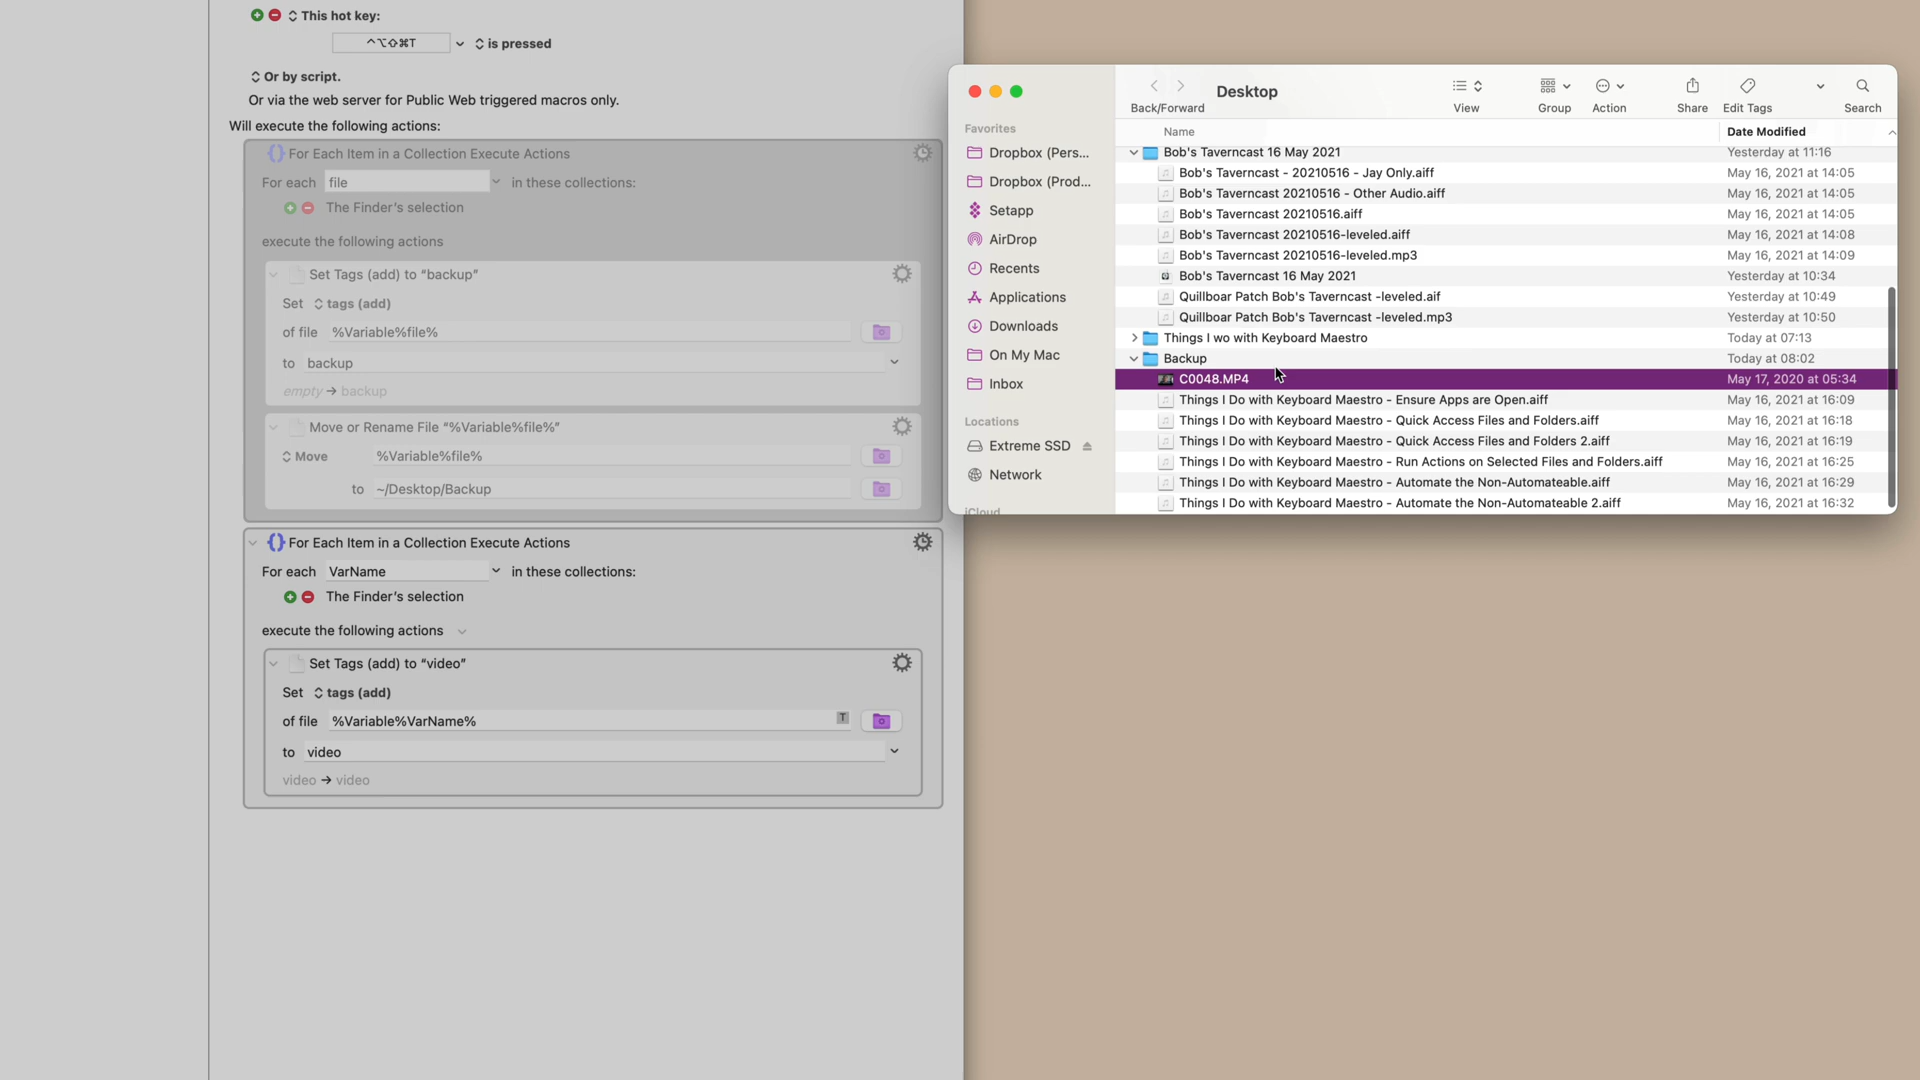 This hot key:
^⌥⇧⌘T is pressed
Or by script.
Or via the web server for Public Web triggered macros only.
Will execute the following actions:
For Each Item in a Collection Execute Actions
For each file in these collections:
The Finder's selection
execute the following actions
Set Tags (add) to “backup”
Set tags (add)
of file %Variable%file%
to backup
empty → backup
Move or Rename File “%Variable%file%”
Move %Variable%file%
to ~/Desktop/Backup
For Each Item in a Collection Execute Actions
For each VarName in these collections:
The Finder's selection
execute the following actions
Set Tags (add) to “video”
Set tags (add)
of file %Variable%VarName% T
to video
video → video
Back/Forward
Desktop
View
Group
Action
Share
Edit Tags
Search
Favorites
Dropbox (Pers...
Dropbox (Prod...
Setapp
AirDrop
Recents
Applications
Downloads
On My Mac
Inbox
Locations
Extreme SSD
Network
iCloud
Name Date Modified
Bob's Taverncast 16 May 2021 Yesterday at 11:16
Bob's Taverncast - 20210516 - Jay Only.aiff May 16, 2021 at 14:05
Bob's Taverncast 20210516 - Other Audio.aiff May 16, 2021 at 14:05
Bob's Taverncast 20210516.aiff May 16, 2021 at 14:05
Bob's Taverncast 20210516-leveled.aiff May 16, 2021 at 14:08
Bob's Taverncast 20210516-leveled.mp3 May 16, 2021 at 14:09
Bob's Taverncast 16 May 2021 Yesterday at 10:34
Quillboar Patch Bob's Taverncast -leveled.aif Yesterday at 10:49
Quillboar Patch Bob's Taverncast -leveled.mp3 Yesterday at 10:50
Things I wo with Keyboard Maestro Today at 07:13
Backup Today at 08:02
C0048.MP4 May 17, 2020 at 05:34
Things I Do with Keyboard Maestro - Ensure Apps are Open.aiff May 16, 2021 at 16:09
Things I Do with Keyboard Maestro - Quick Access Files and Folders.aiff May 16, 2021 at 16:18
Things I Do with Keyboard Maestro - Quick Access Files and Folders 2.aiff May 16, 2021 at 16:19
Things I Do with Keyboard Maestro - Run Actions on Selected Files and Folders.aiff May 16, 2021 at 16:25
Things I Do with Keyboard Maestro - Automate the Non-Automateable.aiff May 16, 2021 at 16:29
Things I Do with Keyboard Maestro - Automate the Non-Automateable 2.aiff May 16, 2021 at 16:32